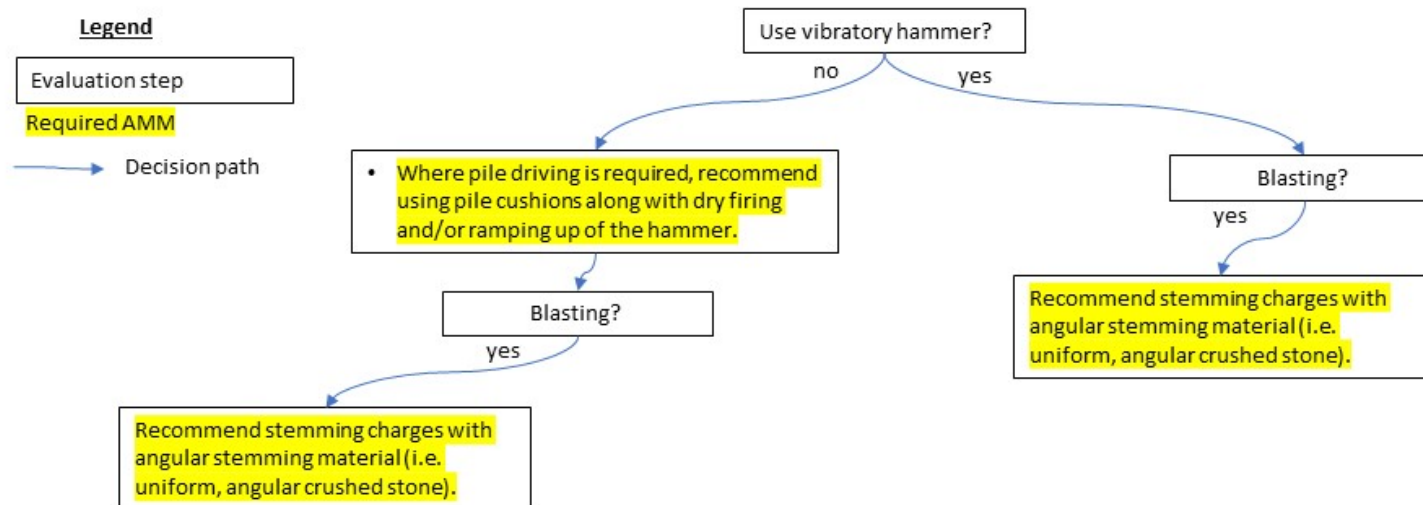 Legend
Evaluation step
Required AMM
Decision path
Use vibratory hammer?
no
yes
• Where pile driving is required, recommend
using pile cushions along with dry firing
and/or ramping up of the hammer.
Blasting?
yes
Recommend stemming charges with
angular stemming material (i.e.
uniform, angular crushed stone).
Blasting?
yes
Recommend stemming charges with
angular stemming material (i.e.
uniform, angular crushed stone).